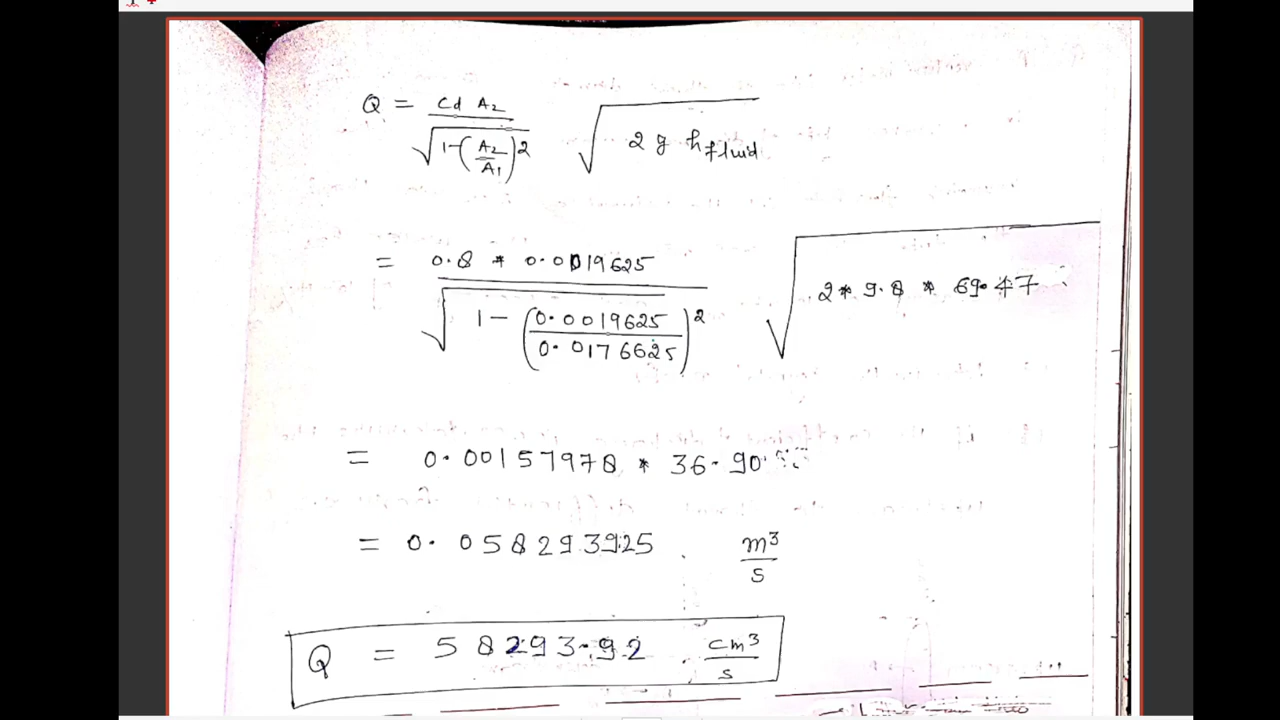 Q = Cd A2 / √(1-(A2/A1)^2) √(2 g h fluid)
= 0.8 * 0.0019625 / √(1-(0.0019625/0.0176625)^2) √(2 * 9.8 * 69.47)
= 0.00157978 * 36.90
= 0.058293925 m³/s
Q = 58293.92 cm³/s